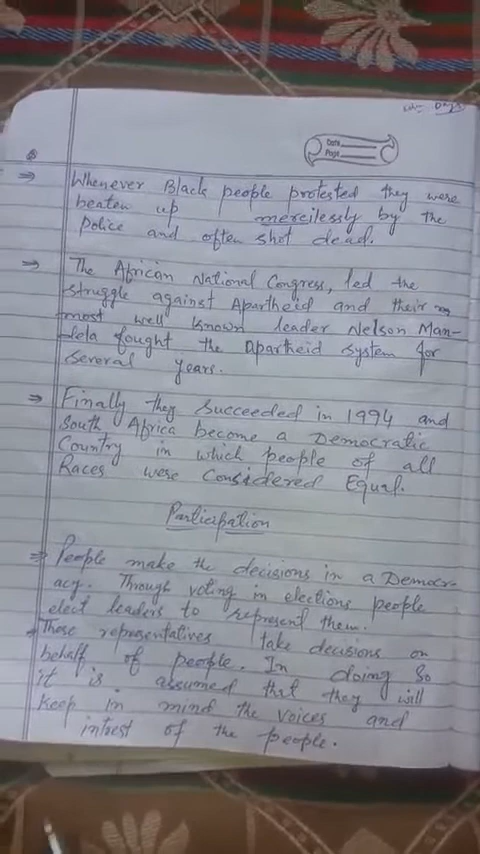 Date
Page
⇒ Whenever Black people protested they were
beaten up mercilessly by the
Police and often shot dead.
⇒ The African National Congress, led the
struggle against Apartheid and their
most well known leader Nelson Man-
dela fought the Apartheid system for
several years.
⇒ Finally they Succeeded in 1994 and
South Africa become a Democratic
Country in which people of all
Races were Considered Equal.
Participation
⇒ People make the decisions in a Democr-
acy. Through voting in elections people
elect leaders to represent them.
⇒ These representatives take decisions on
behalf of people. In doing so
it is assumed that they will
keep in mind the voices and
intrest of the people.